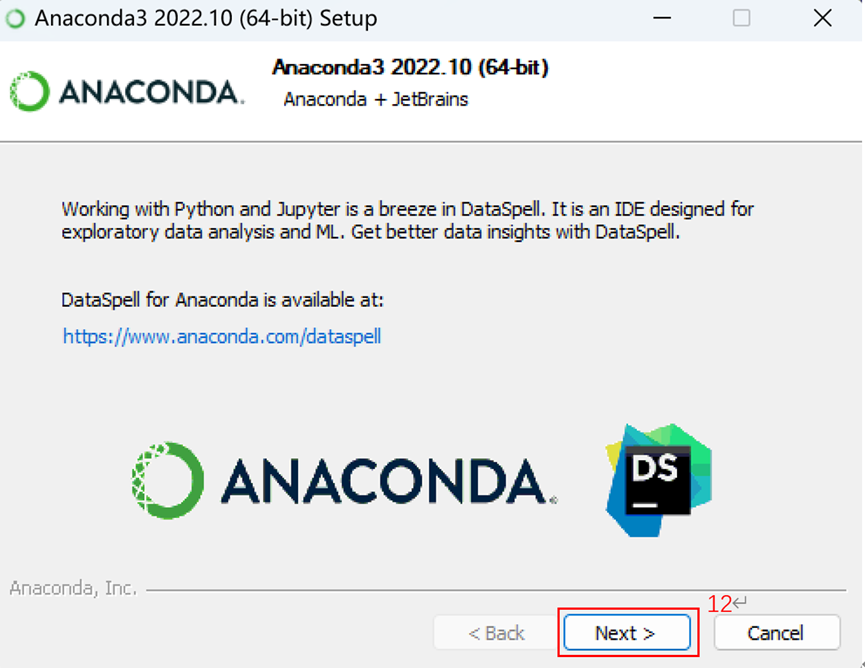 Anaconda3 2022.10 (64-bit) Setup
ANACONDA.
Anaconda3 2022.10 (64-bit)
Anaconda + JetBrains
Working with Python and Jupyter is a breeze in DataSpell. It is an IDE designed for
exploratory data analysis and ML. Get better data insights with DataSpell.
DataSpell for Anaconda is available at:
https://www.anaconda.com/dataspell
ANACONDA.
DS
Anaconda, Inc.
12↵
< Back
Next >
Cancel